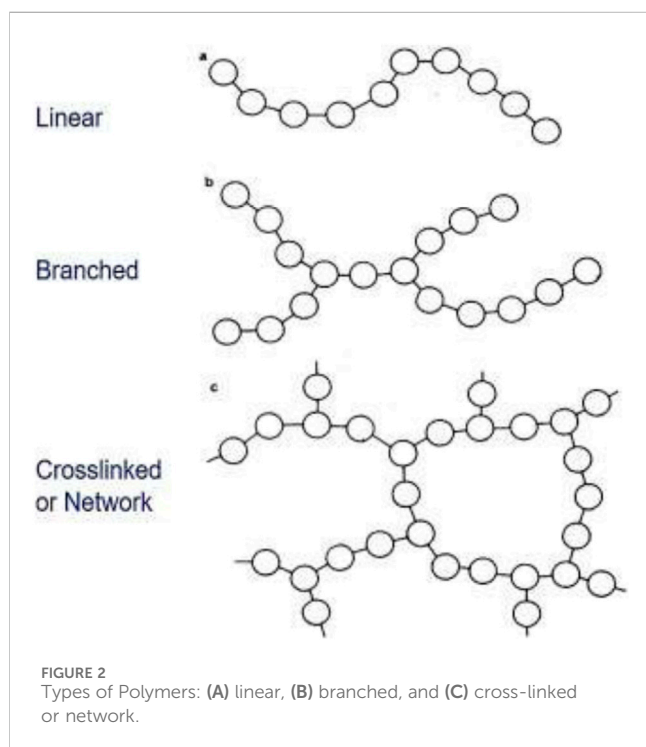 a
Linear
b
Branched
c
Crosslinked
or Network
FIGURE 2
Types of Polymers: (A) linear, (B) branched, and (C) cross-linked
or network.